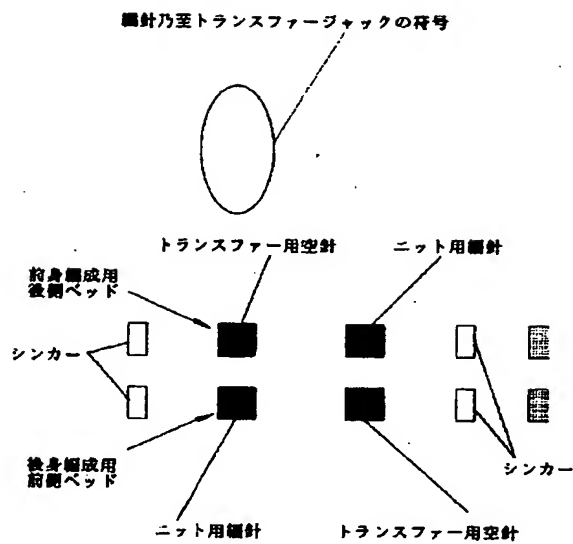 編針乃至トランスファージャックの符号
トランスファー用空針
ニット用編針
前身編成用
後側ベッド
シンカー
後身編成用
前側ベッド
シンカー
ニット用編針
トランスファー用空針